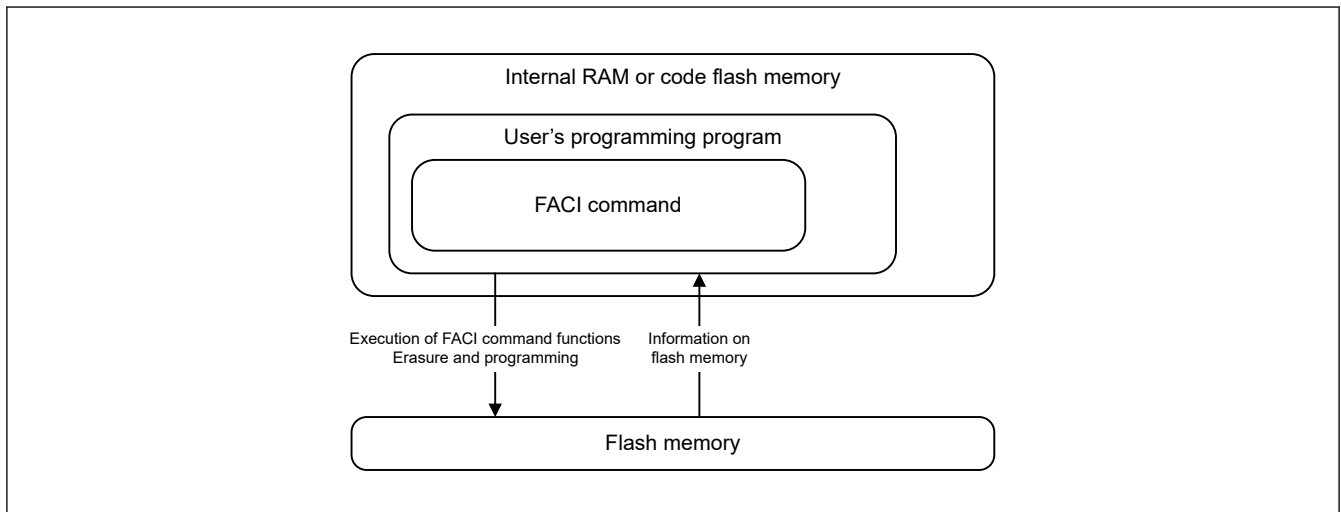 Internal RAM or code flash memory
User’s programming program
FACI command
Execution of FACI command functions
Erasure and programming
Information on
flash memory
Flash memory